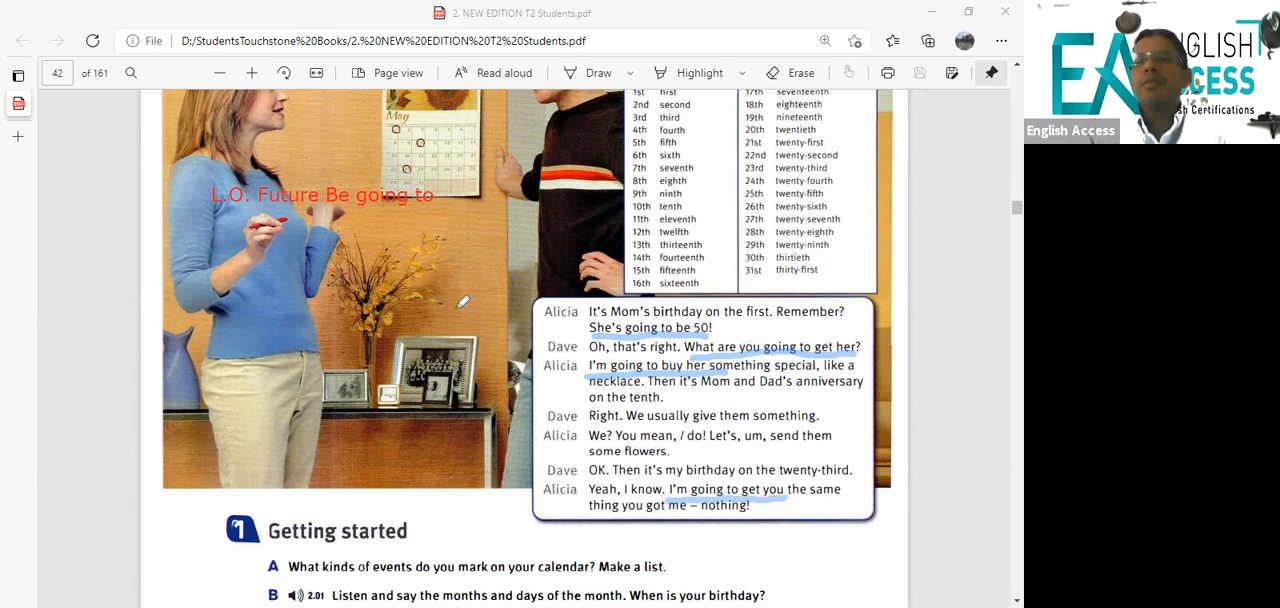 2. NEW EDITION T2 Students.pdf
File
D:/StudentsTouchstone%20Books/2.%20NEW%20EDITION%20T2%20Students.pdf
42 of 161
Page view
Read aloud
Draw
Highlight
Erase
NGLISH
EA CCESS
sh Certifications
English Access
May
L.O. Future Be going to
1st first
2nd second
3rd third
4th fourth
5th fifth
6th sixth
7th seventh
8th eighth
9th ninth
10th tenth
11th eleventh
12th twelfth
13th thirteenth
14th fourteenth
15th fifteenth
16th sixteenth
17th seventeenth
18th eighteenth
19th nineteenth
20th twentieth
21st twenty-first
22nd twenty-second
23rd twenty-third
24th twenty-fourth
25th twenty-fifth
26th twenty-sixth
27th twenty-seventh
28th twenty-eighth
29th twenty-ninth
30th thirtieth
31st thirty-first
Alicia It's Mom's birthday on the first. Remember?
She's going to be 50!
Dave Oh, that's right. What are you going to get her?
Alicia I'm going to buy her something special, like a
necklace. Then it's Mom and Dad's anniversary
on the tenth.
Dave Right. We usually give them something.
Alicia We? You mean, I do! Let's, um, send them
some flowers.
Dave OK. Then it's my birthday on the twenty-third.
Alicia Yeah, I know. I'm going to get you the same
thing you got me – nothing!
1 Getting started
A What kinds of events do you mark on your calendar? Make a list.
B 2.01 Listen and say the months and days of the month. When is your birthday?